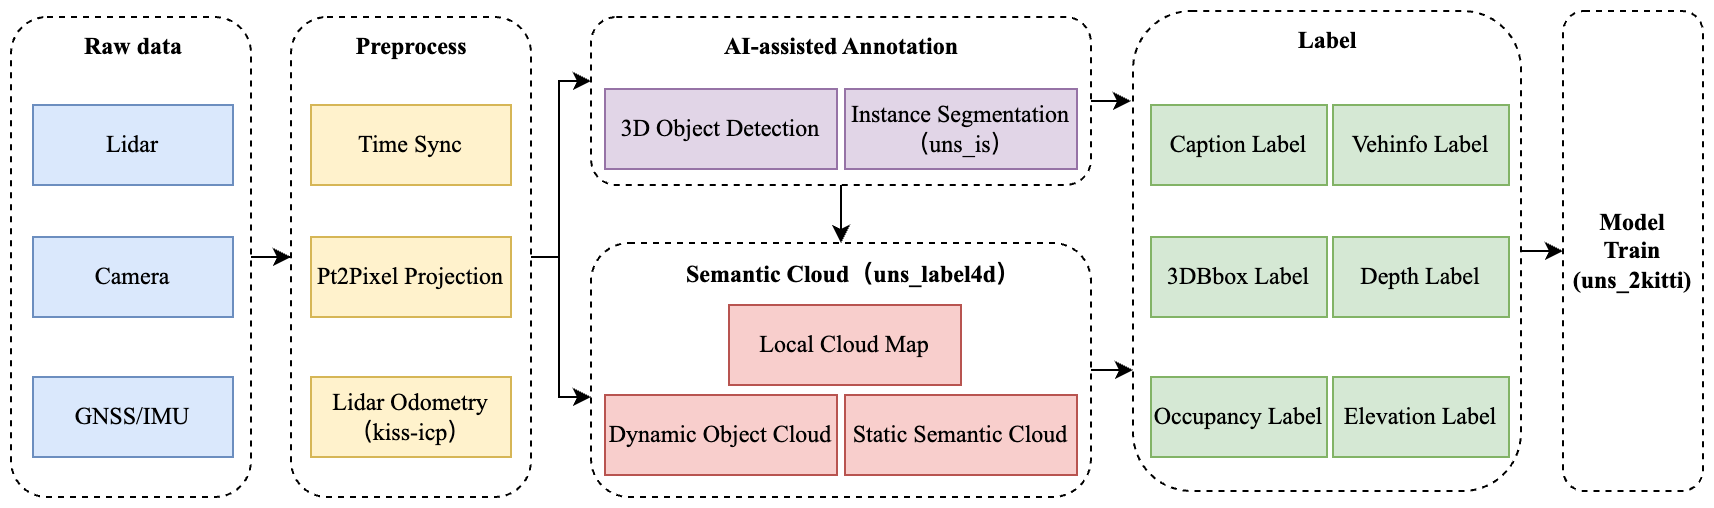 Raw data
Lidar
Camera
GNSS/IMU
Preprocess
Time Sync
Pt2Pixel Projection
Lidar Odometry
（kiss-icp）
AI-assisted Annotation
3D Object Detection
Instance Segmentation
（uns_is）
Semantic Cloud（uns_label4d）
Local Cloud Map
Dynamic Object Cloud
Static Semantic Cloud
Label
Caption Label
Vehinfo Label
3DBbox Label
Depth Label
Occupancy Label
Elevation Label
Model
Train
(uns_2kitti)